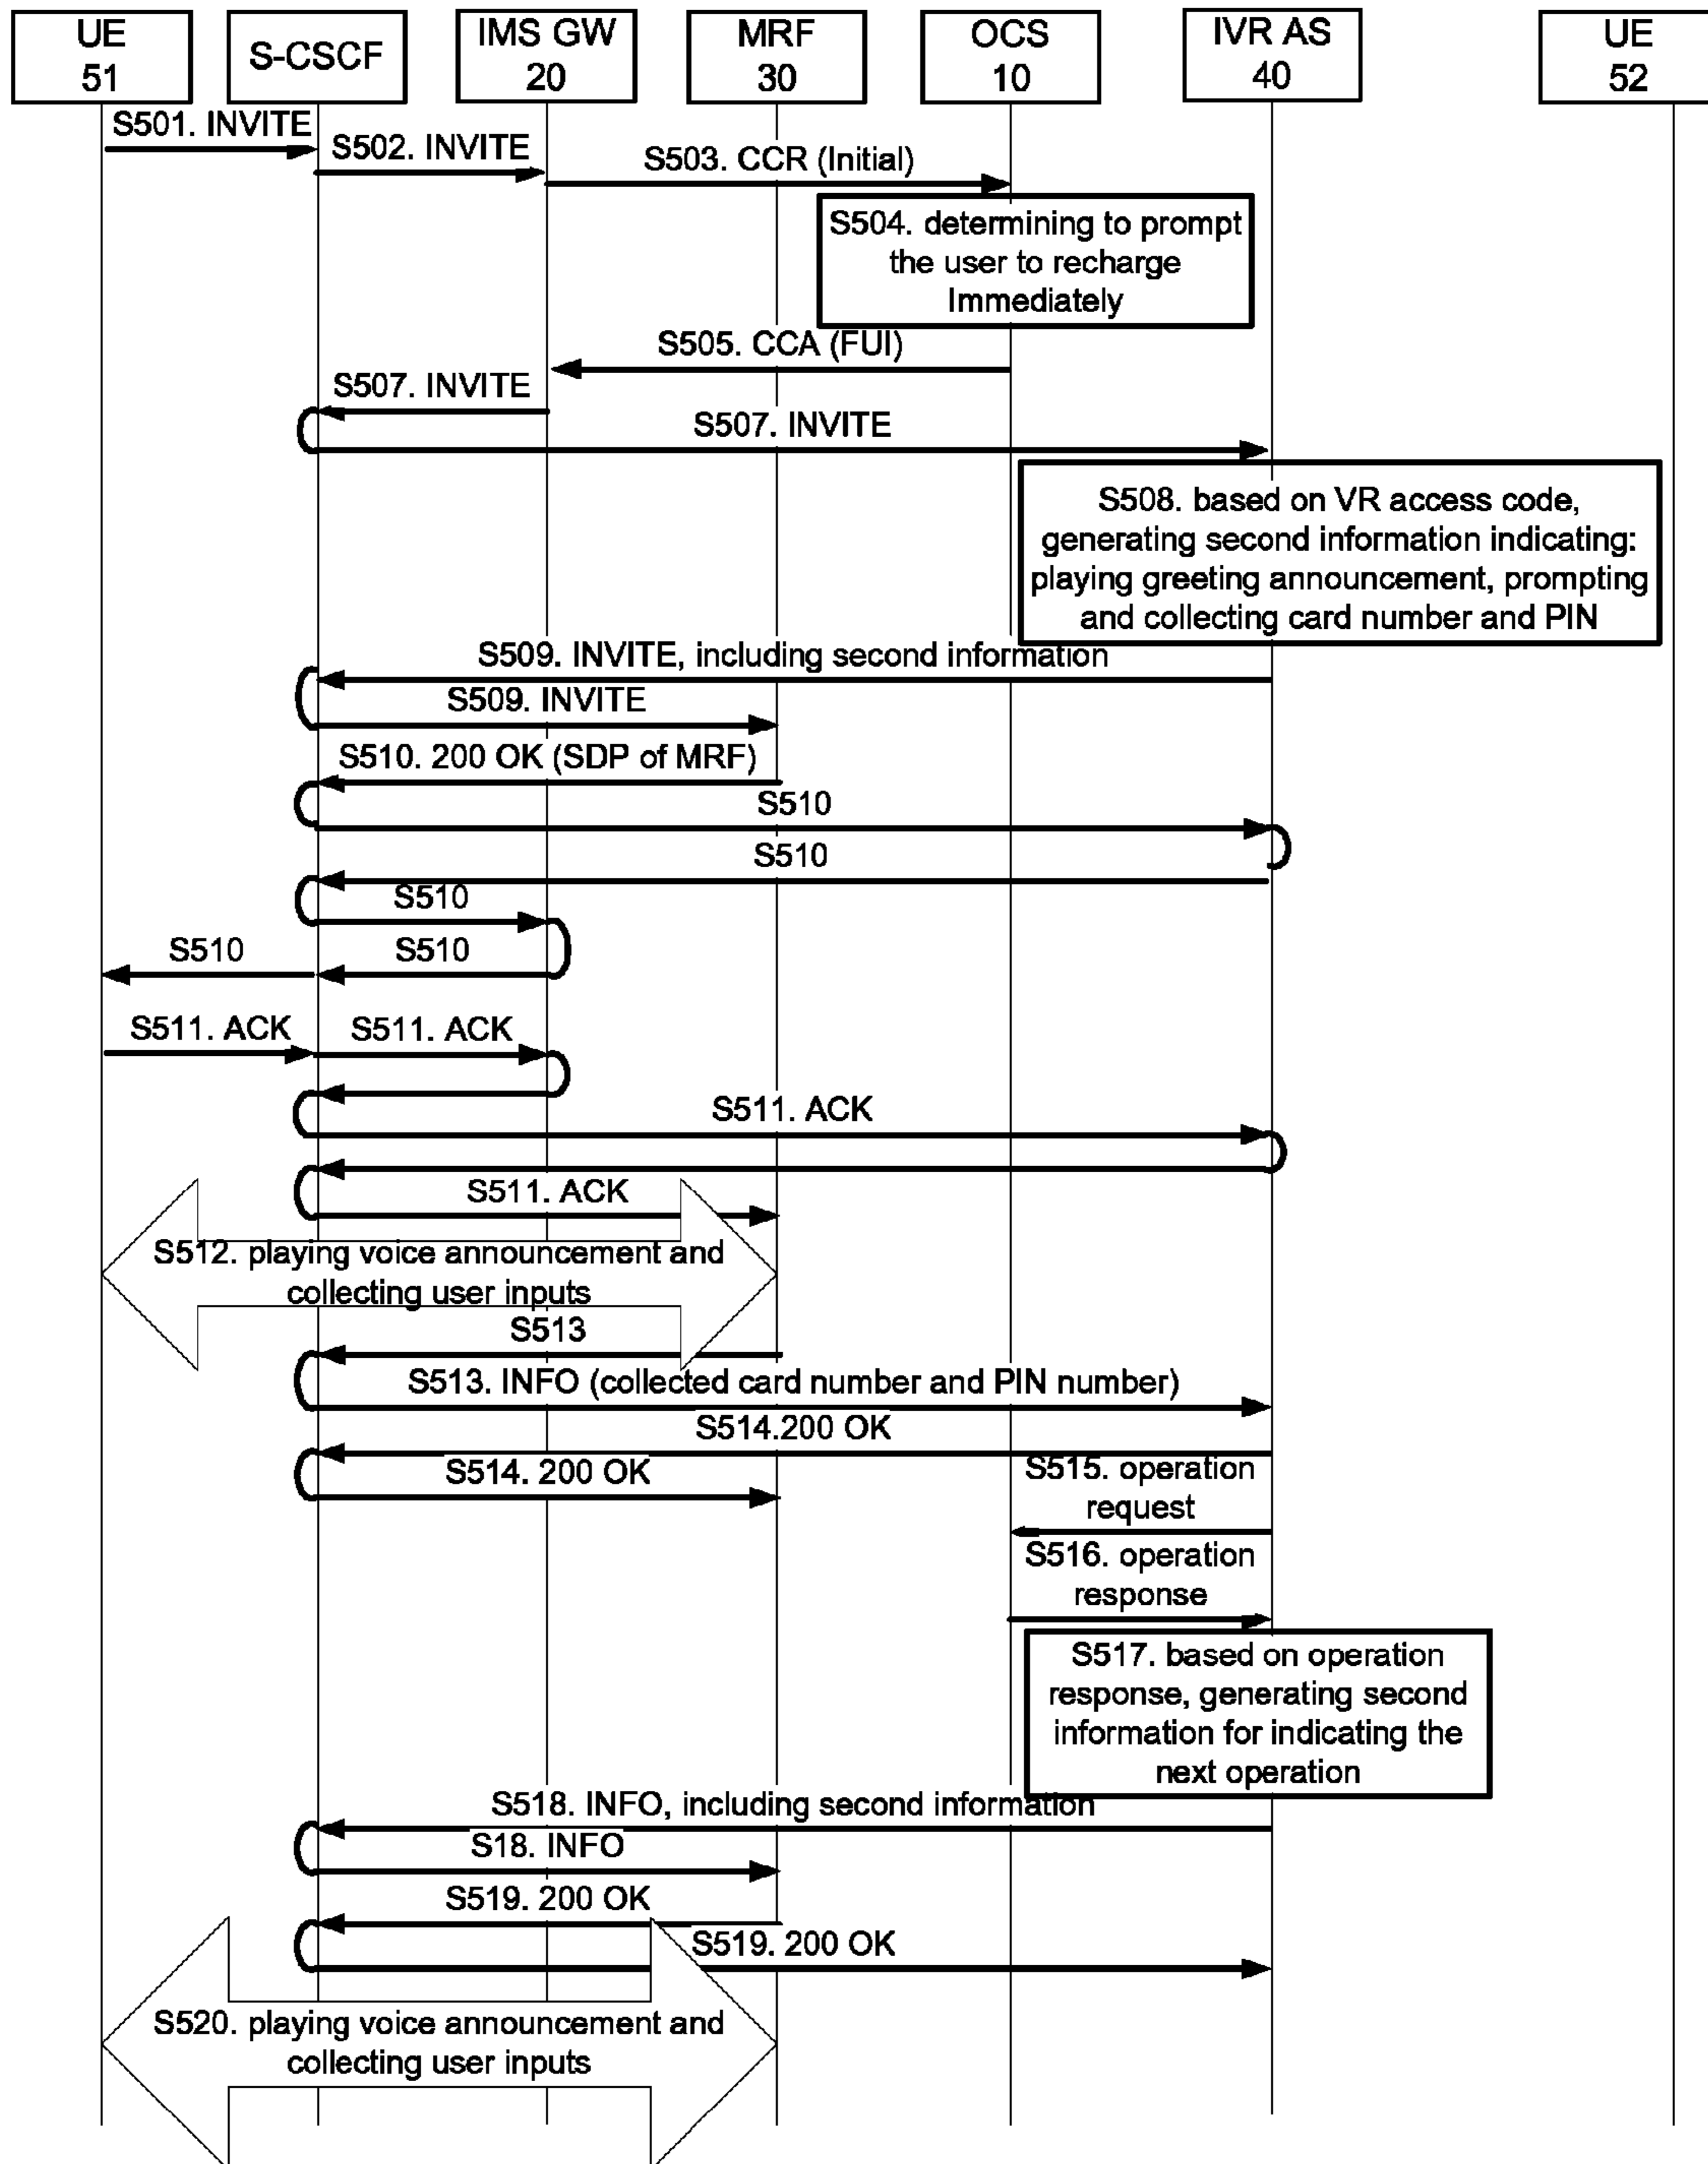 UE
51
S-CSCF
IMS GW
20
MRF
30
OCS
10
IVR AS
40
UE
52
S501. INVITE
S502. INVITE
S503. CCR (Initial)
S504. determining to prompt
the user to recharge
Immediately
S505. CCA (FUI)
S507. INVITE
S507. INVITE
S508. based on VR access code,
generating second information indicating:
playing greeting announcement, prompting
and collecting card number and PIN
S509. INVITE, including second information
S509. INVITE
S510. 200 OK (SDP of MRF)
S510
S510
S510
S510
S510
S511. ACK
S511. ACK
S511. ACK
S511. ACK
S512. playing voice announcement and
collecting user inputs
S513
S513. INFO (collected card number and PIN number)
S514.200 OK
S514. 200 OK
S515. operation
request
S516. operation
response
S517. based on operation
response, generating second
information for indicating the
next operation
S518. INFO, including second information
S18. INFO
S519. 200 OK
S519. 200 OK
S520. playing voice announcement and
collecting user inputs